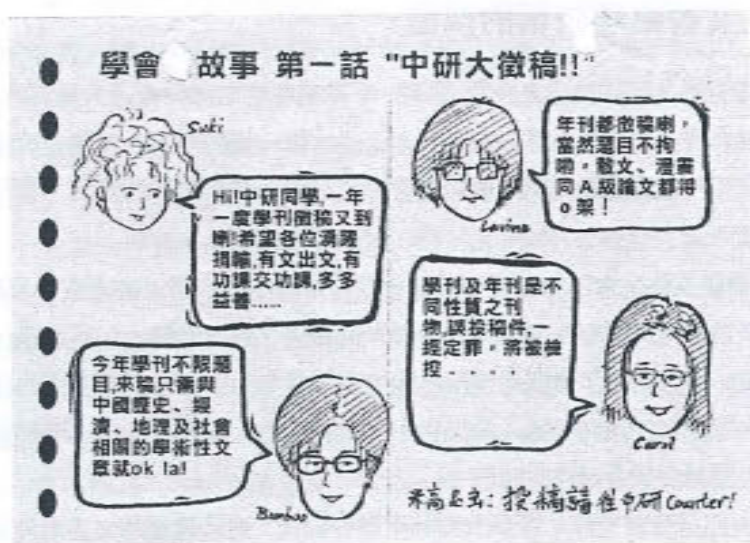 學會 故事 第一話 "中研大徵稿!!"
Suki
Hi!中研同學,一年
一度學刊徵稿又到
喇!希望各位踴躍
捐輸,有文出文,有
功課交功課,多多
益善.....
Lavina
年刊都徵稿喇,
當然題目不拘
啲。散文、漫畫
同A級論文都得
o架!
今年學刊不限題
目,來稿只需與
中國歷史、經
濟、地理及社會
相關的學術性文
章就ok la!
學刊及年刊是不
同性質之刊
物,誤投稿件,一
經定罪。將被檢
控....
Carol
投稿請往中研Counter!